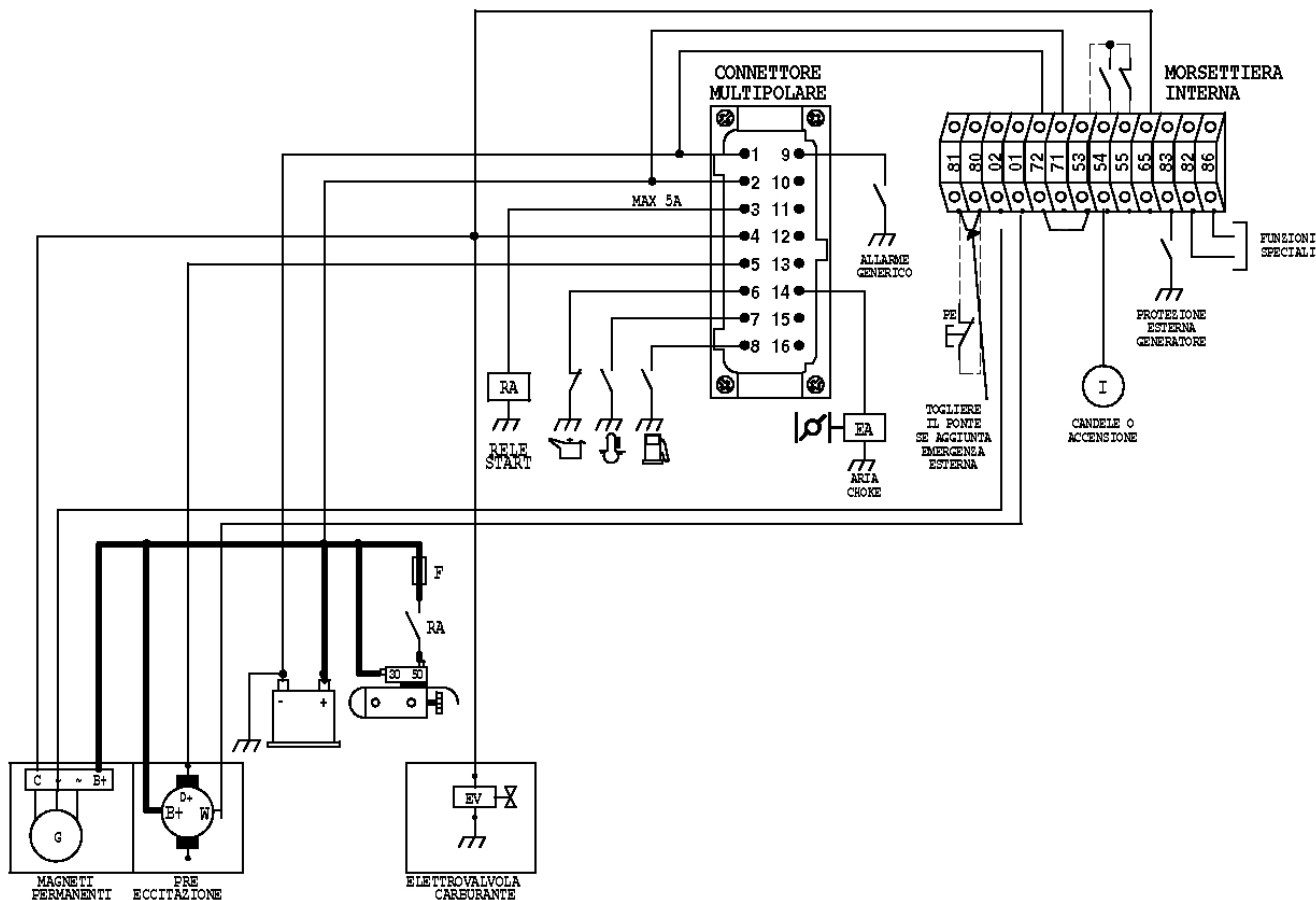 CONNETTORE
MULTIPOLARE
MORSETTIERA
INTERNA
1 9
2 10
3 11
4 12
5 13
6 14
7 15
8 16
MAX 5A
81 80 02 01 72 71 53 54 55 65 83 82 86
ALLARME
GENERICO
FUNZIONI
SPECIALI
PROTEZIONE
ESTERNA
GENERATORE
PE
RA
RELE
START
EA
ARIA
CHOKE
TOGLIERE
IL PONTE
SE AGGIUNTA
EMERGENZA
ESTERNA
I
CANDELE O
ACCENSIONE
F
RA
30 50
- +
C ~ ~ B+
G
D+
B+ W
EV
MAGNETI
PERMANENTI
PRE
ECCITAZIONE
ELETTROVALVOLA
CARBURANTE